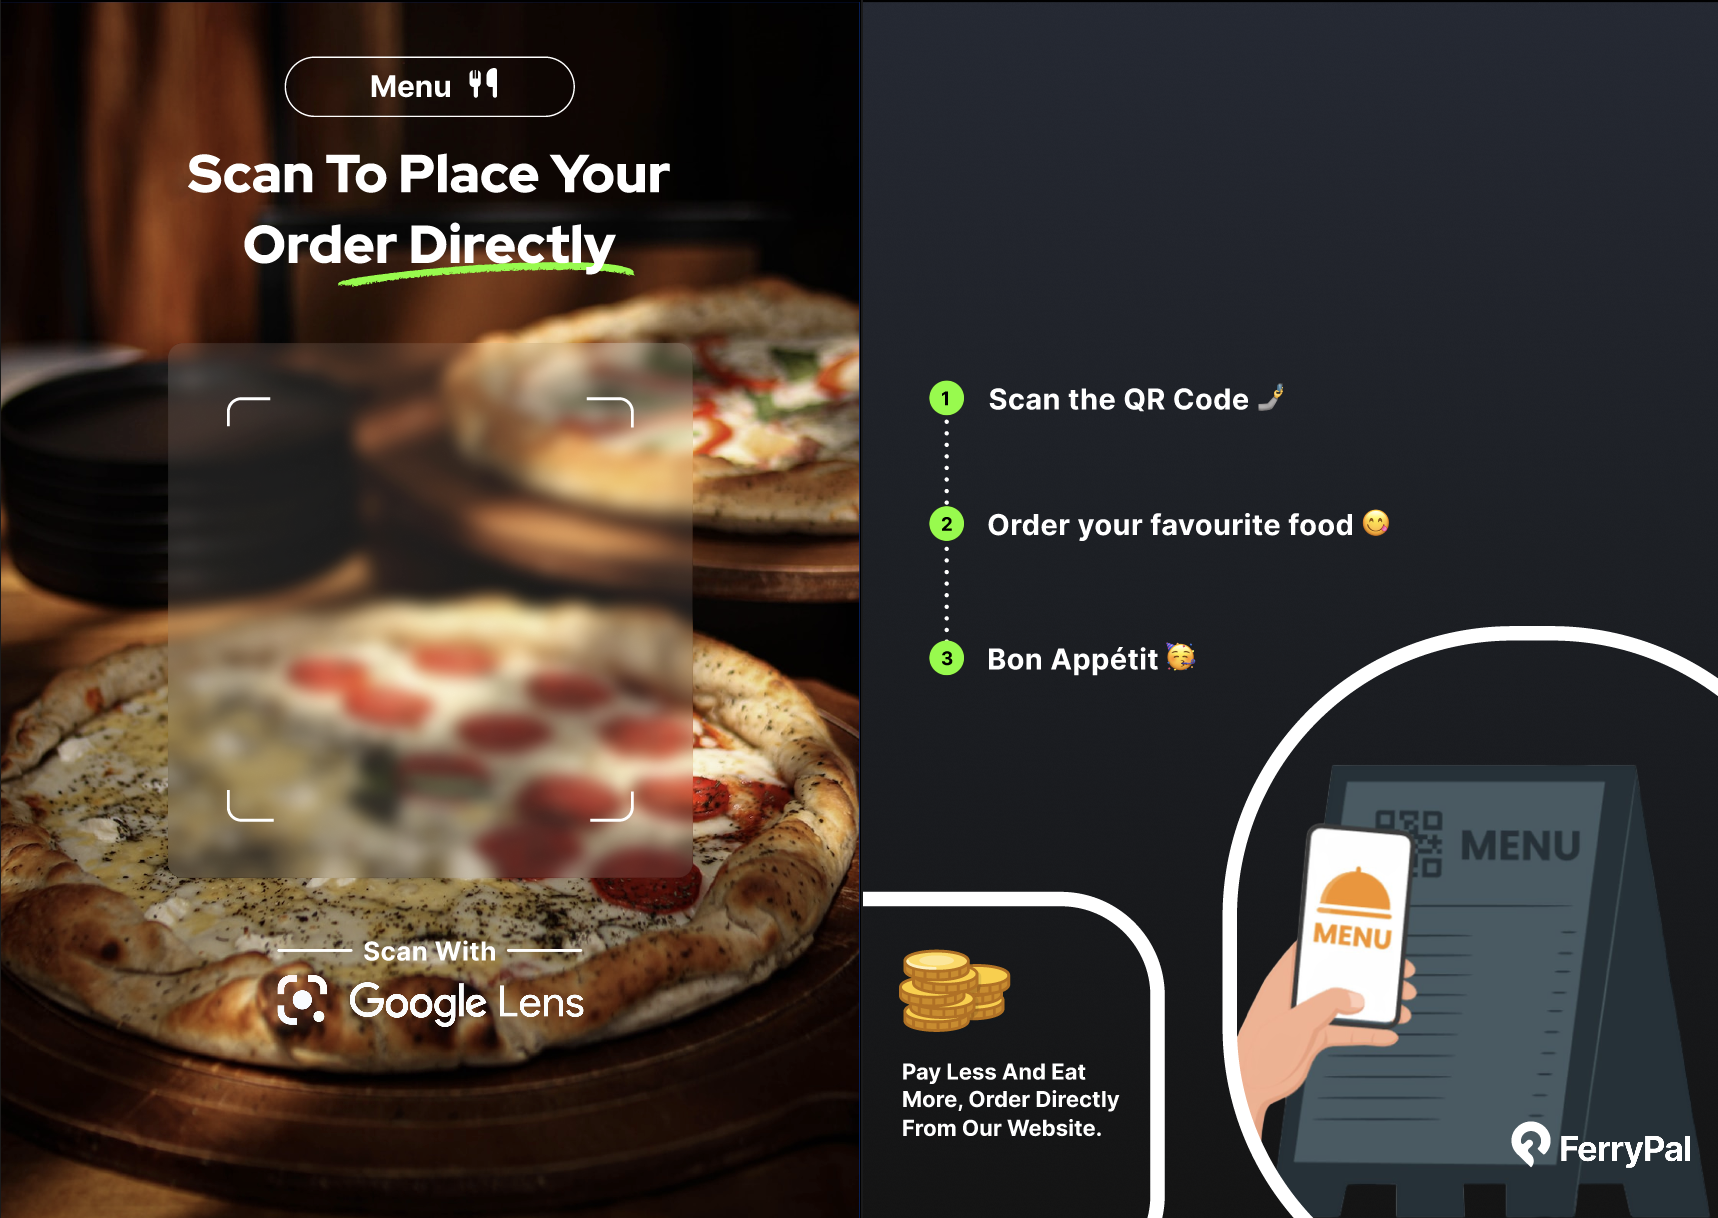 Menu
Scan To Place Your
Order Directly
Scan With
Google Lens
1 Scan the QR Code
2 Order your favourite food
3 Bon Appétit
Pay Less And Eat
More, Order Directly
From Our Website.
MENU
MENU
FerryPal